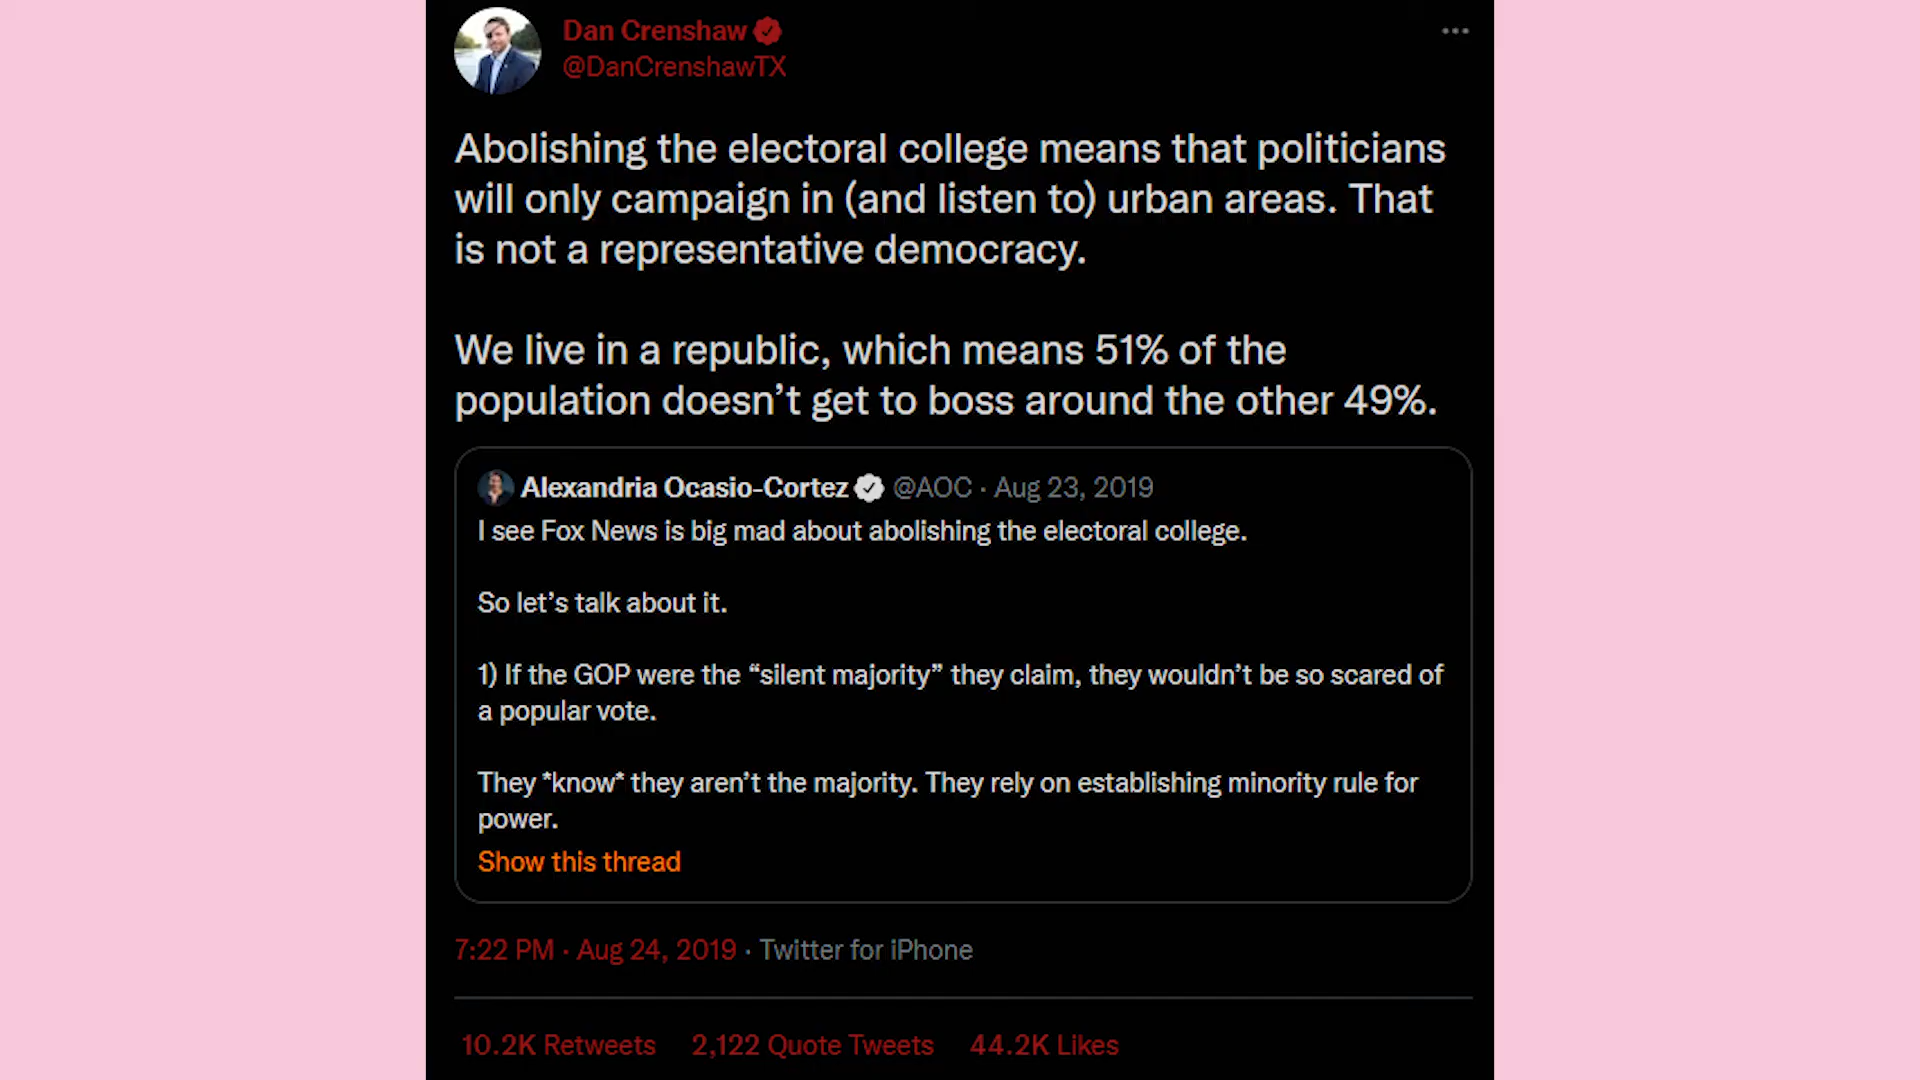 Dan Crenshaw
@DanCrenshawTX
Abolishing the electoral college means that politicians
will only campaign in (and listen to) urban areas. That
is not a representative democracy.
We live in a republic, which means 51% of the
population doesn’t get to boss around the other 49%.
Alexandria Ocasio-Cortez @AOC · Aug 23, 2019
I see Fox News is big mad about abolishing the electoral college.
So let’s talk about it.
1) If the GOP were the “silent majority” they claim, they wouldn’t be so scared of
a popular vote.
They *know* they aren’t the majority. They rely on establishing minority rule for
power.
Show this thread
7:22 PM · Aug 24, 2019 · Twitter for iPhone
10.2K Retweets 2,122 Quote Tweets 44.2K Likes